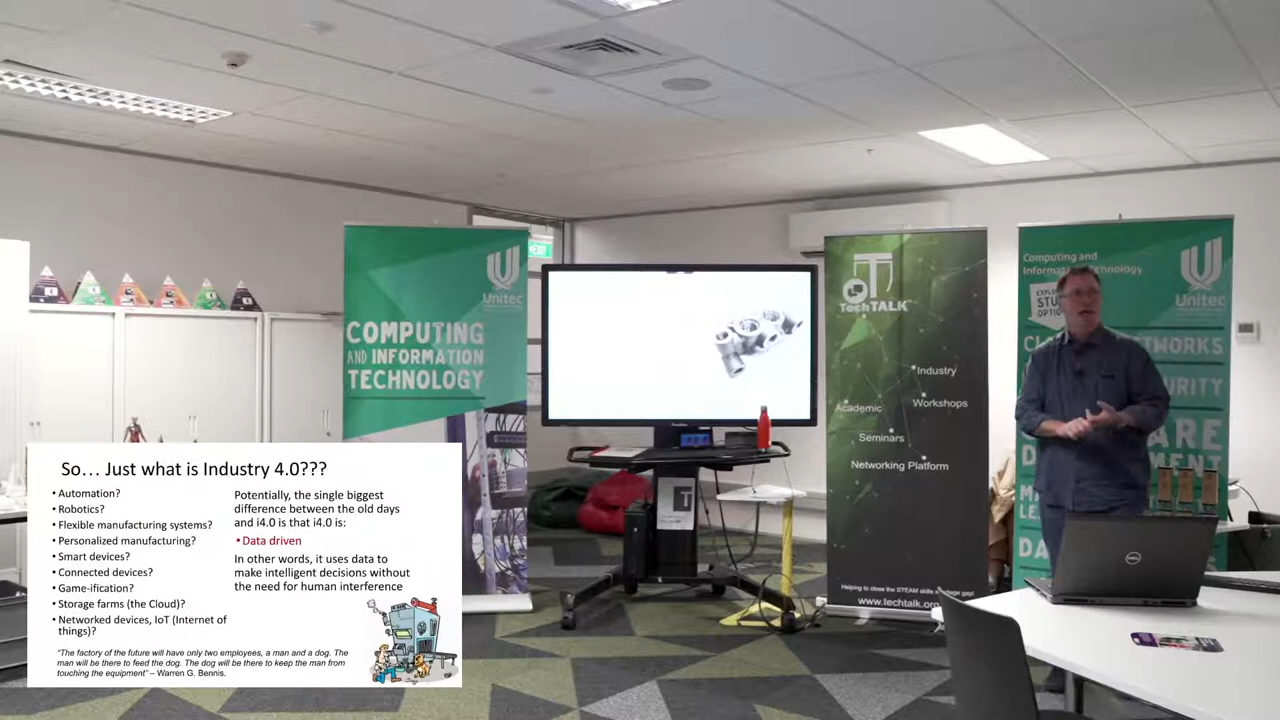 EXIT
Unitec
COMPUTING
AND INFORMATION
TECHNOLOGY
TechTALK
Industry
Academic
Workshops
Seminars
Networking Platform
www.techtalk.org
Computing and
Information Technology
Unitec
T
DELL
So… Just what is Industry 4.0???
• Automation?
• Robotics?
• Flexible manufacturing systems?
• Personalized manufacturing?
• Smart devices?
• Connected devices?
• Game-ification?
• Storage farms (the Cloud)?
• Networked devices, IoT (Internet of
things)?
Potentially, the single biggest
difference between the old days
and i4.0 is that i4.0 is:
• Data driven
In other words, it uses data to
make intelligent decisions without
the need for human interference
"The factory of the future will have only two employees, a man and a dog. The
man will be there to feed the dog. The dog will be there to keep the man from
touching the equipment" – Warren G. Bennis.